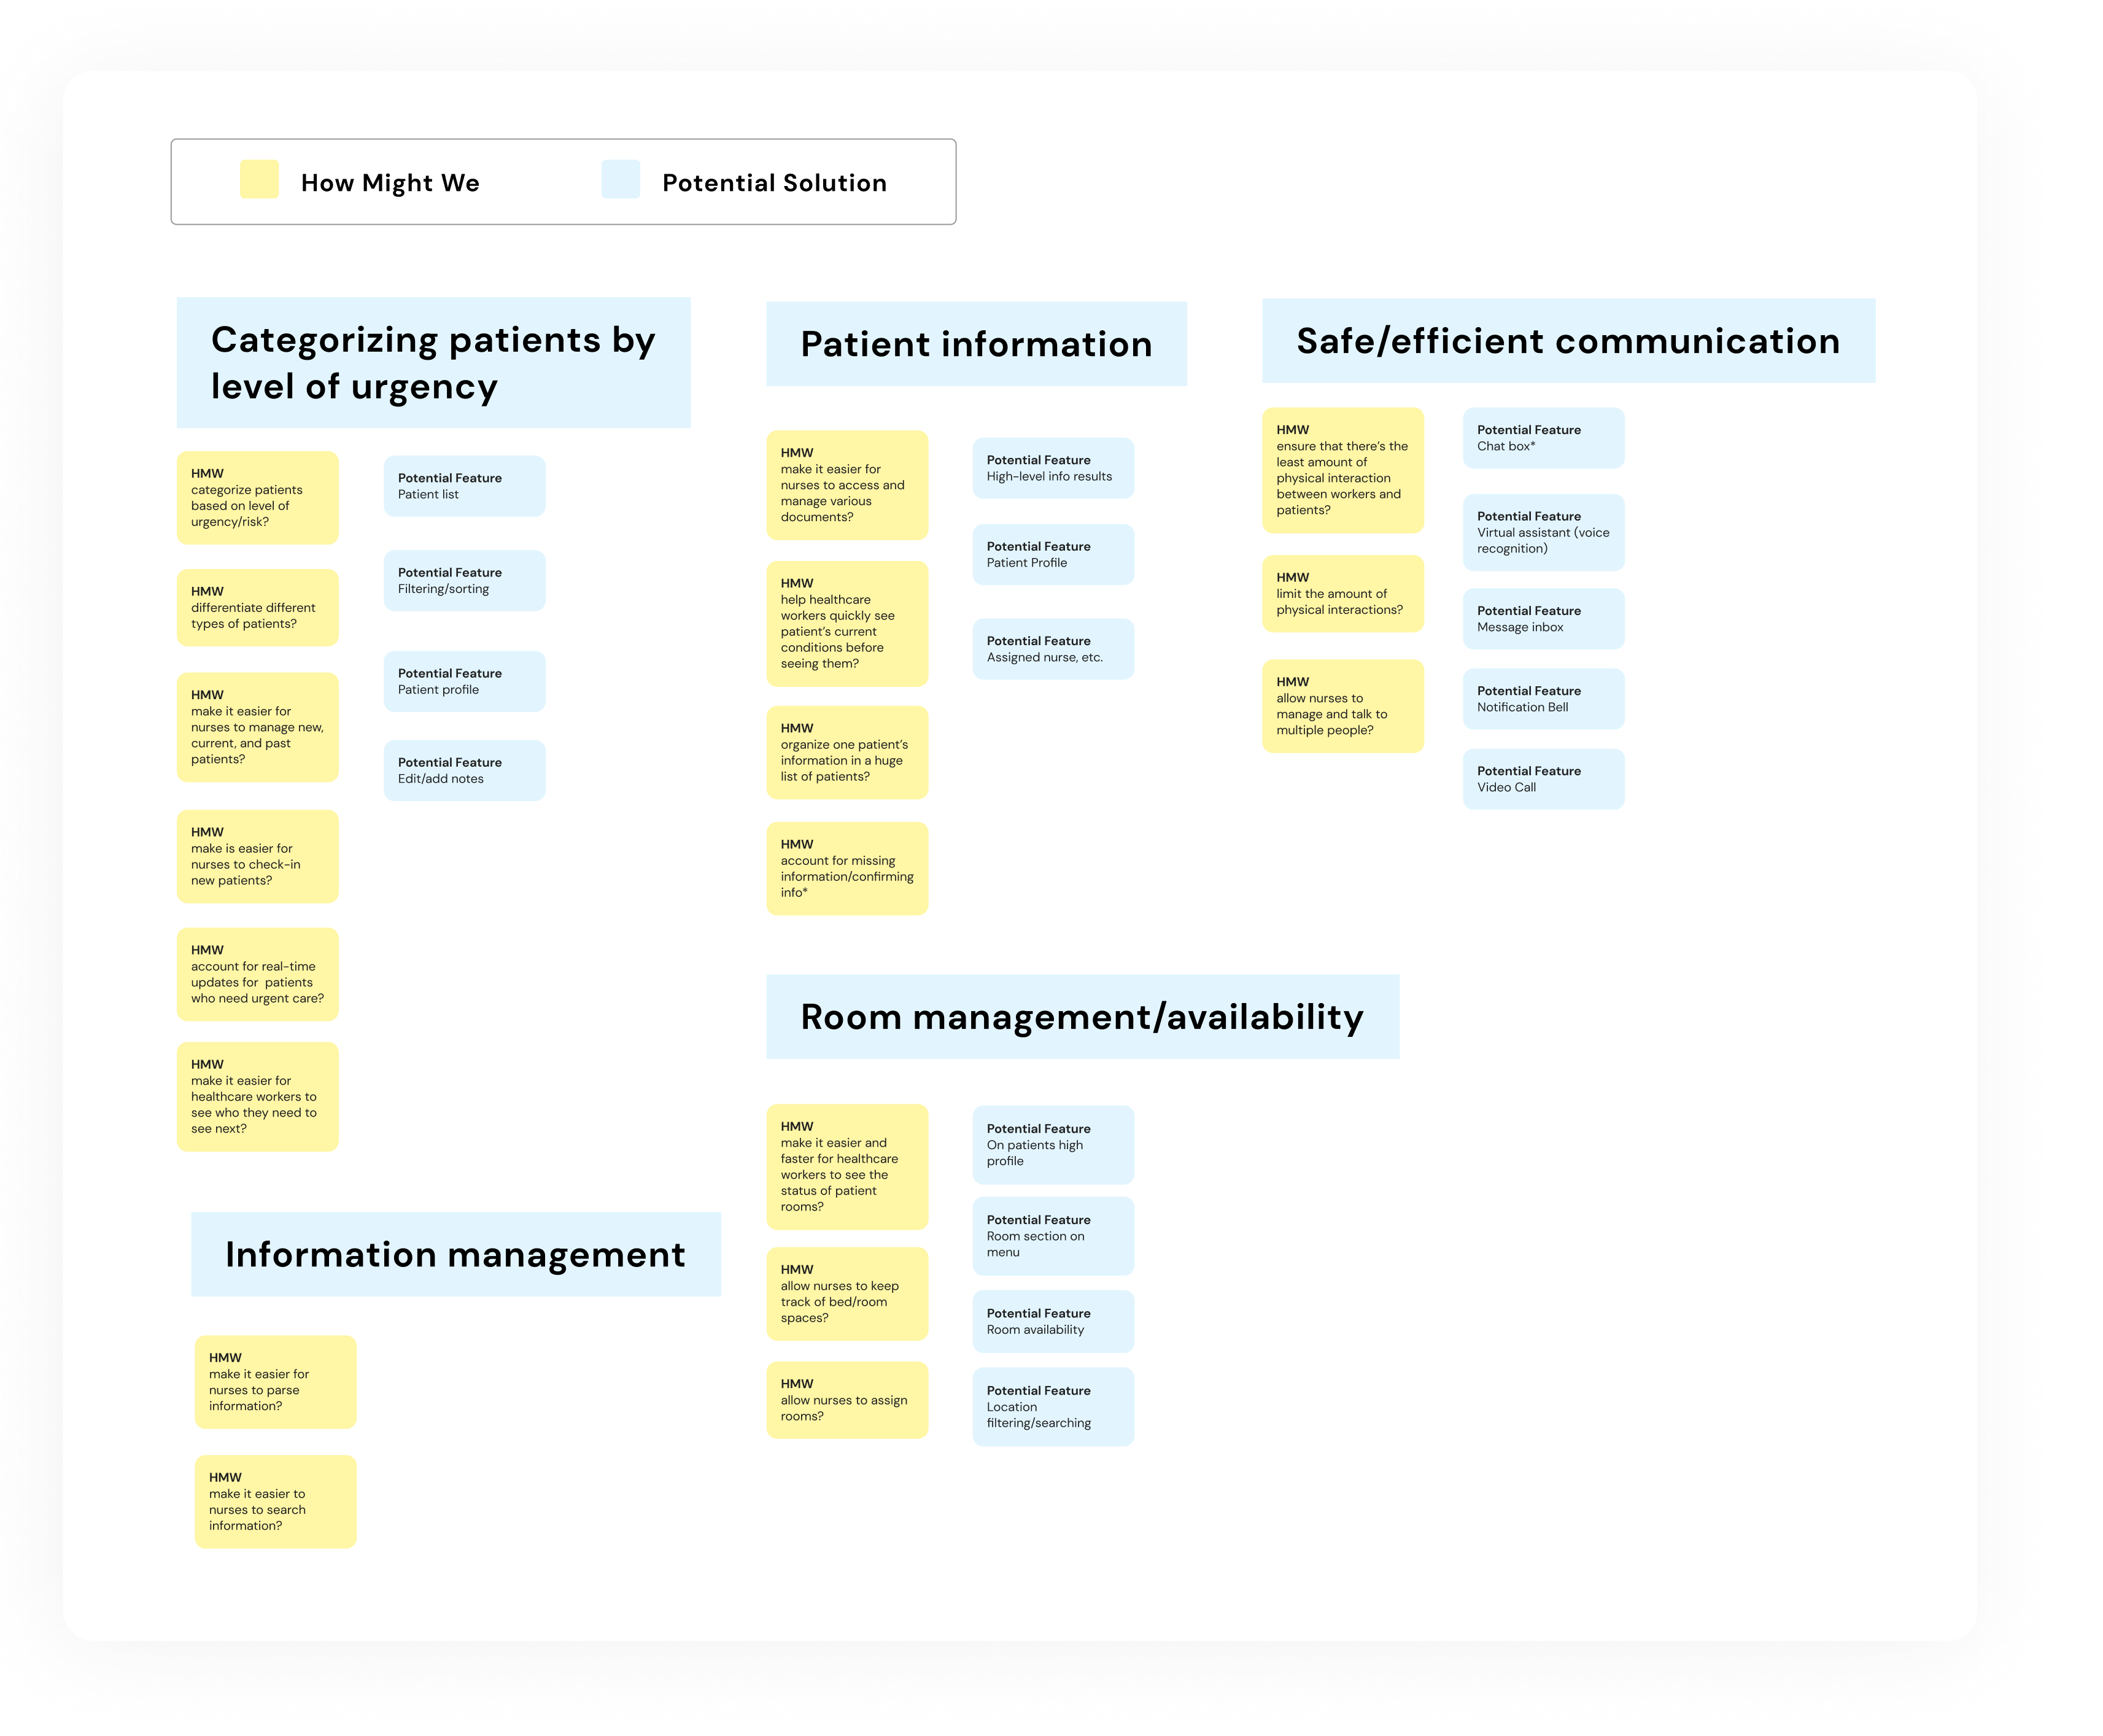 How Might We
Potential Solution
Categorizing patients by
level of urgency
HMW
categorize patients
based on level of
urgency/risk?
HMW
differentiate different
types of patients?
HMW
make it easier for
nurses to manage new,
current, and past
patients?
HMW
make is easier for
nurses to check-in
new patients?
HMW
account for real-time
updates for  patients
who need urgent care?
HMW
make it easier for
healthcare workers to
see who they need to
see next?
Potential Feature
Patient list
Potential Feature
Filtering/sorting
Potential Feature
Patient profile
Potential Feature
Edit/add notes
Patient information
HMW
make it easier for
nurses to access and
manage various
documents?
HMW
help healthcare
workers quickly see
patient’s current
conditions before
seeing them?
HMW
organize one patient’s
information in a huge
list of patients?
HMW
account for missing
information/confirming
info*
Potential Feature
High-level info results
Potential Feature
Patient Profile
Potential Feature
Assigned nurse, etc.
Safe/efficient communication
HMW
ensure that there’s the
least amount of
physical interaction
between workers and
patients?
HMW
limit the amount of
physical interactions?
HMW
allow nurses to
manage and talk to
multiple people?
Potential Feature
Chat box*
Potential Feature
Virtual assistant (voice
recognition)
Potential Feature
Message inbox
Potential Feature
Notification Bell
Potential Feature
Video Call
Room management/availability
HMW
make it easier and
faster for healthcare
workers to see the
status of patient
rooms?
HMW
allow nurses to keep
track of bed/room
spaces?
HMW
allow nurses to assign
rooms?
Potential Feature
On patients high
profile
Potential Feature
Room section on
menu
Potential Feature
Room availability
Potential Feature
Location
filtering/searching
Information management
HMW
make it easier for
nurses to parse
information?
HMW
make it easier to
nurses to search
information?